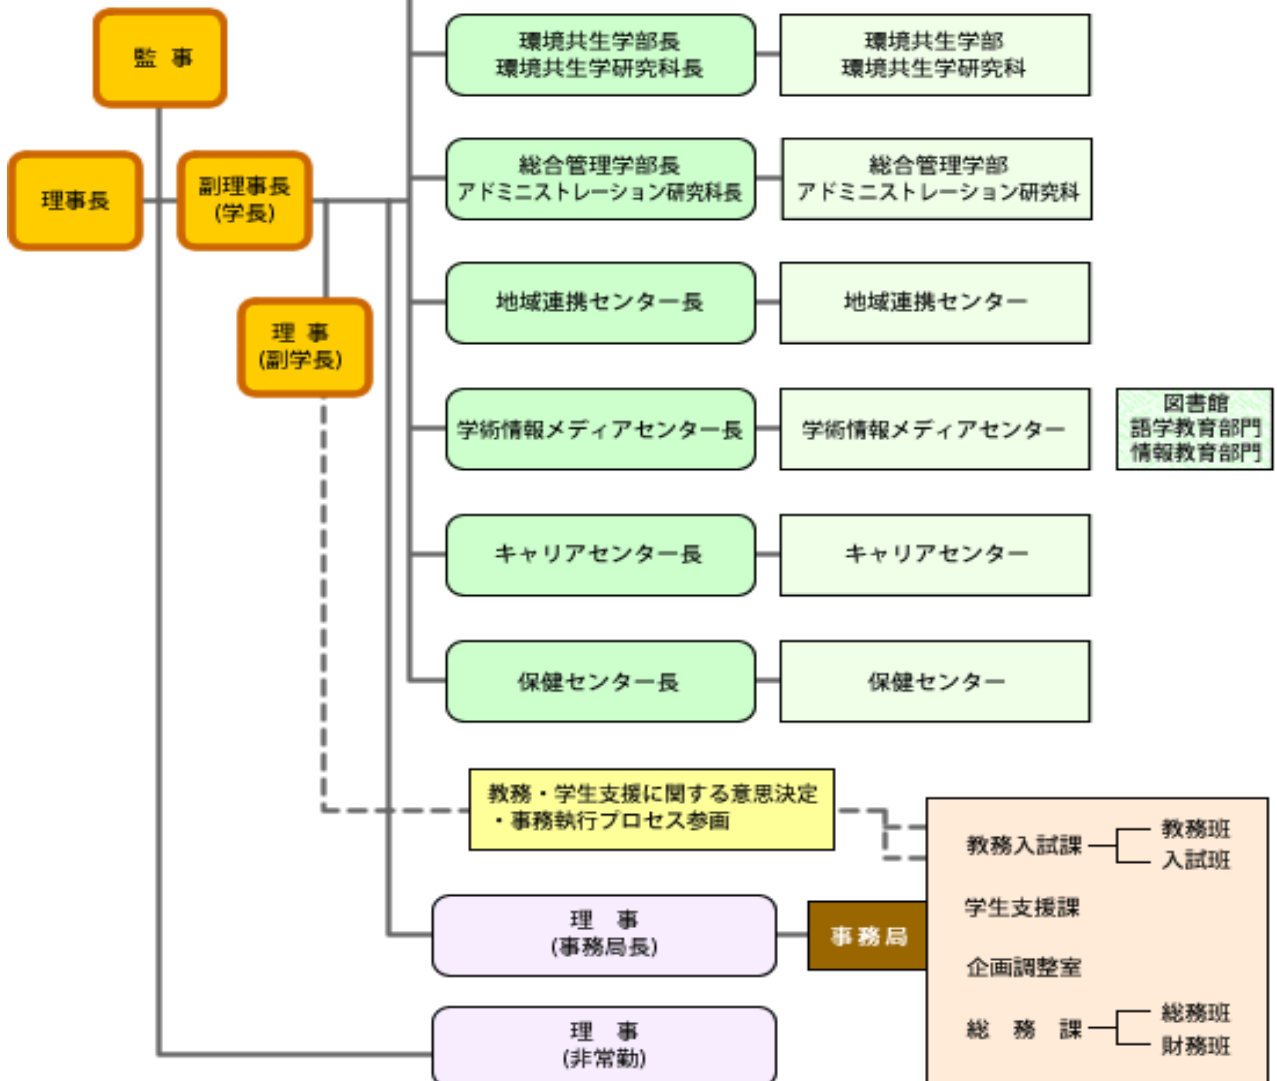 監 事
理事長
副理事長
(学長)
理 事
(副学長)
環境共生学部長
環境共生学研究科長
環境共生学部
環境共生学研究科
総合管理学部長
アドミニストレーション研究科長
総合管理学部
アドミニストレーション研究科
地域連携センター長
地域連携センター
学術情報メディアセンター長
学術情報メディアセンター
図書館
語学教育部門
情報教育部門
キャリアセンター長
キャリアセンター
保健センター長
保健センター
教務・学生支援に関する意思決定
・事務執行プロセス参画
理 事
(事務局長)
事務局
教務入試課
教務班
入試班
学生支援課
企画調整室
総 務 課
総務班
財務班
理 事
(非常勤)